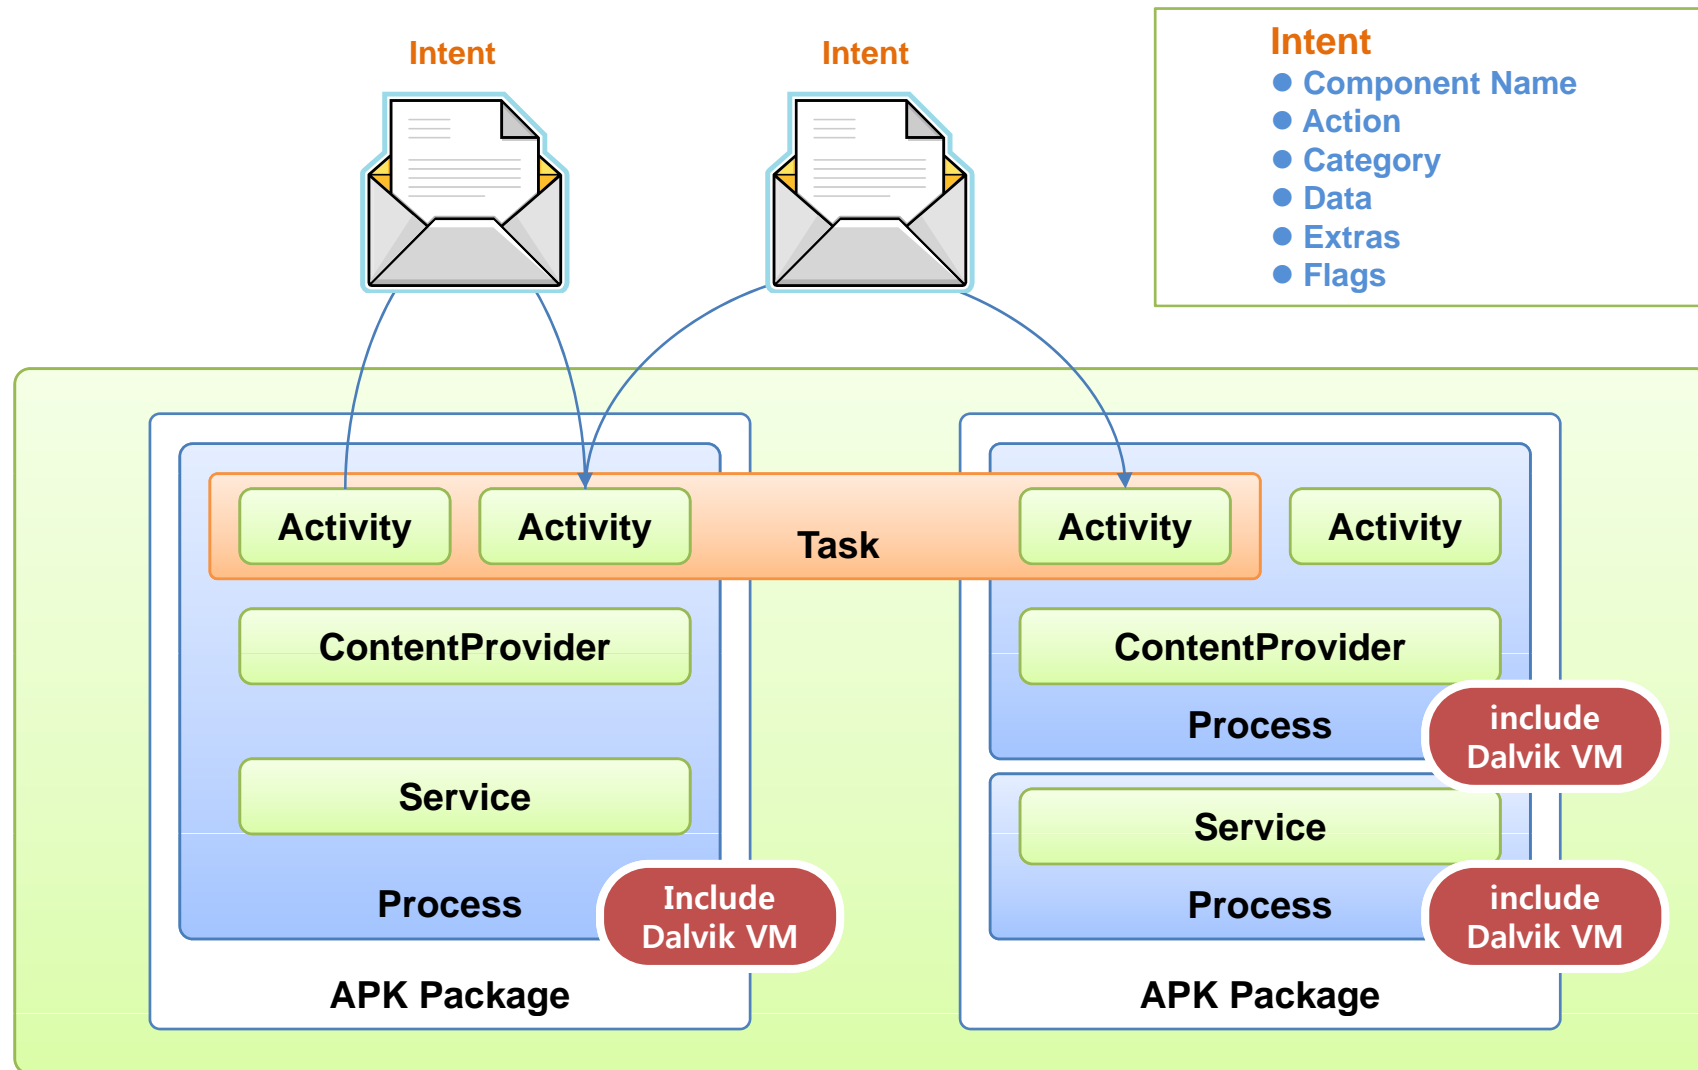 Intent
Intent
Intent
Component Name
Action
Category
Data
Extras
Flags
Activity
Activity
Task
Activity
Activity
ContentProvider
ContentProvider
Process
include
Dalvik VM
Service
Service
Process
Include
Dalvik VM
Process
include
Dalvik VM
APK Package
APK Package